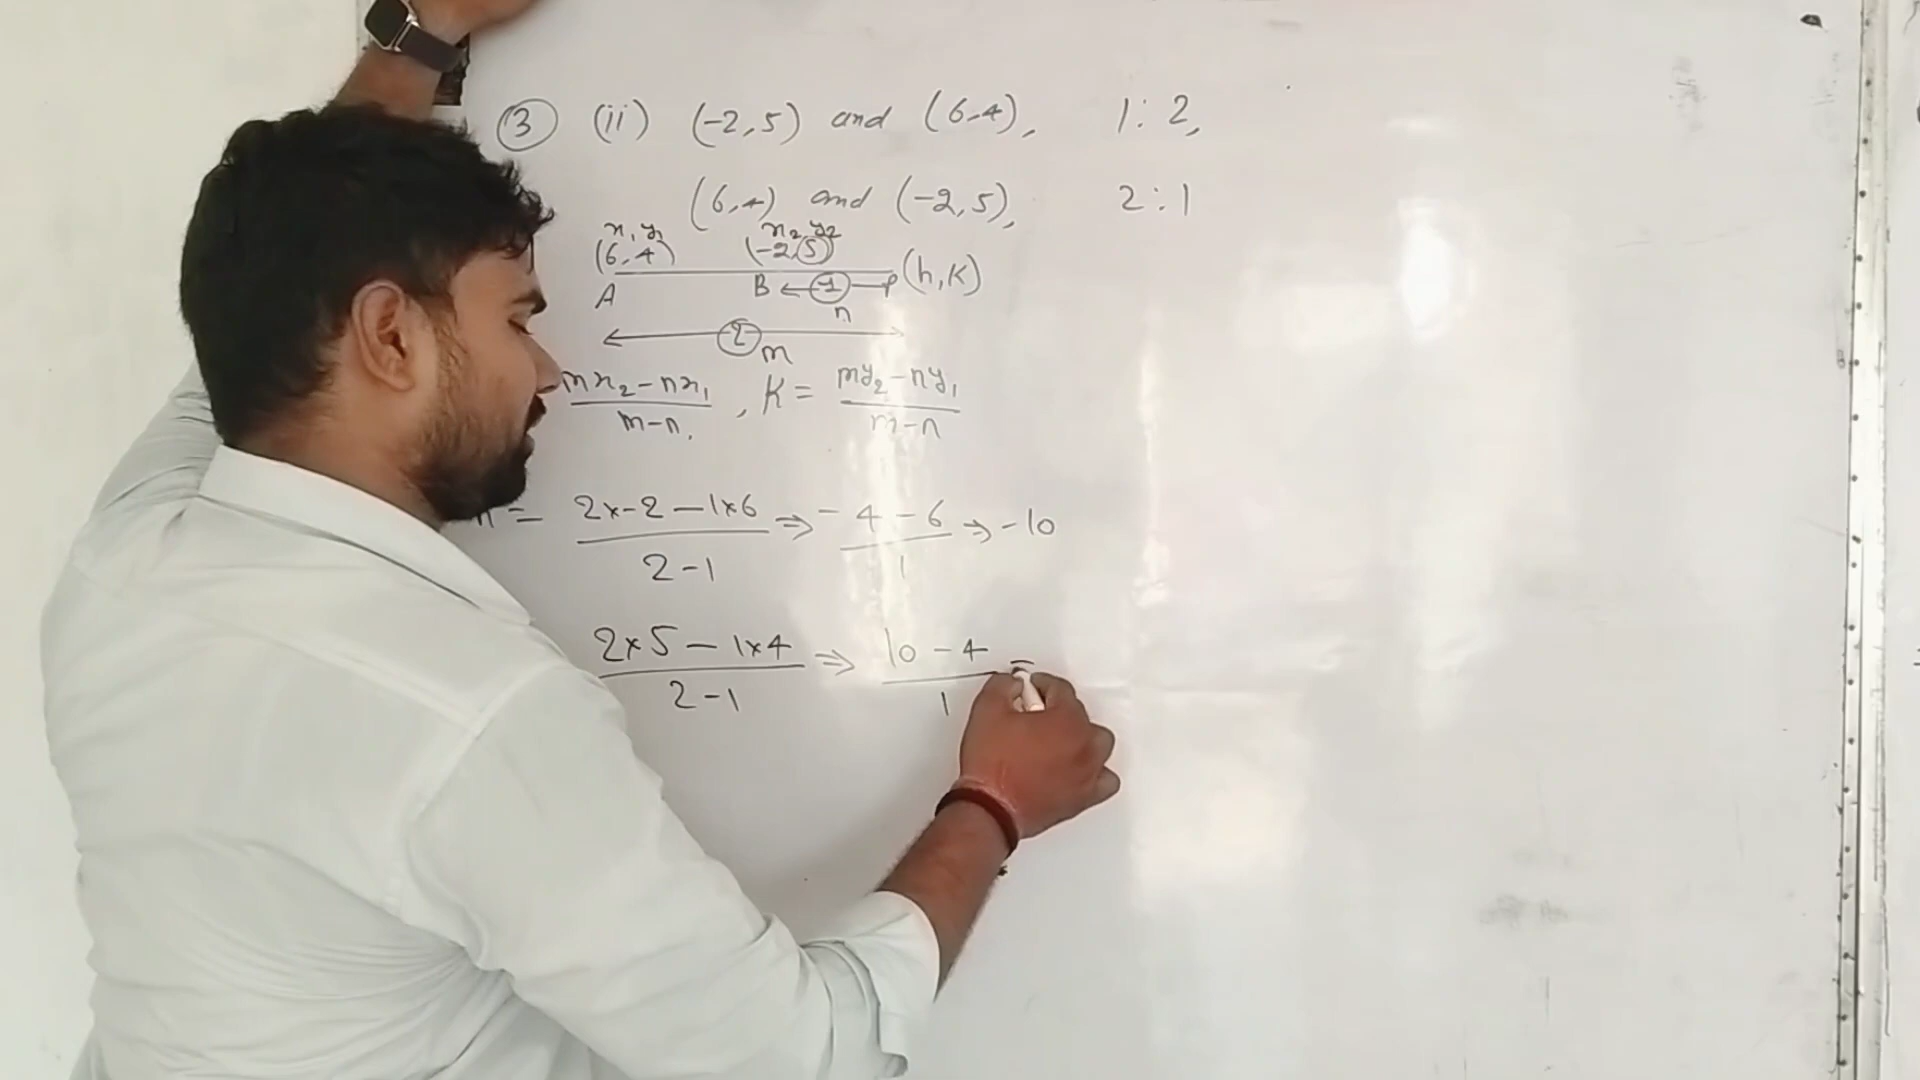 ③ (ii) (-2,5) and (6,4), 1:2,
(6,4) and (-2,5), 2:1
x₁ y₁ x₂ y₂
(6,4) (-2,5) (h,K)
A B ← 1 — P
n
2
m
mx₂-nx₁ / m-n , K = my₂-ny₁ / m-n
= 2×-2-1×6 / 2-1 ⇒ -4-6 / 1 ⇒ -10
2×5-1×4 / 2-1 ⇒ 10-4 / 1 =